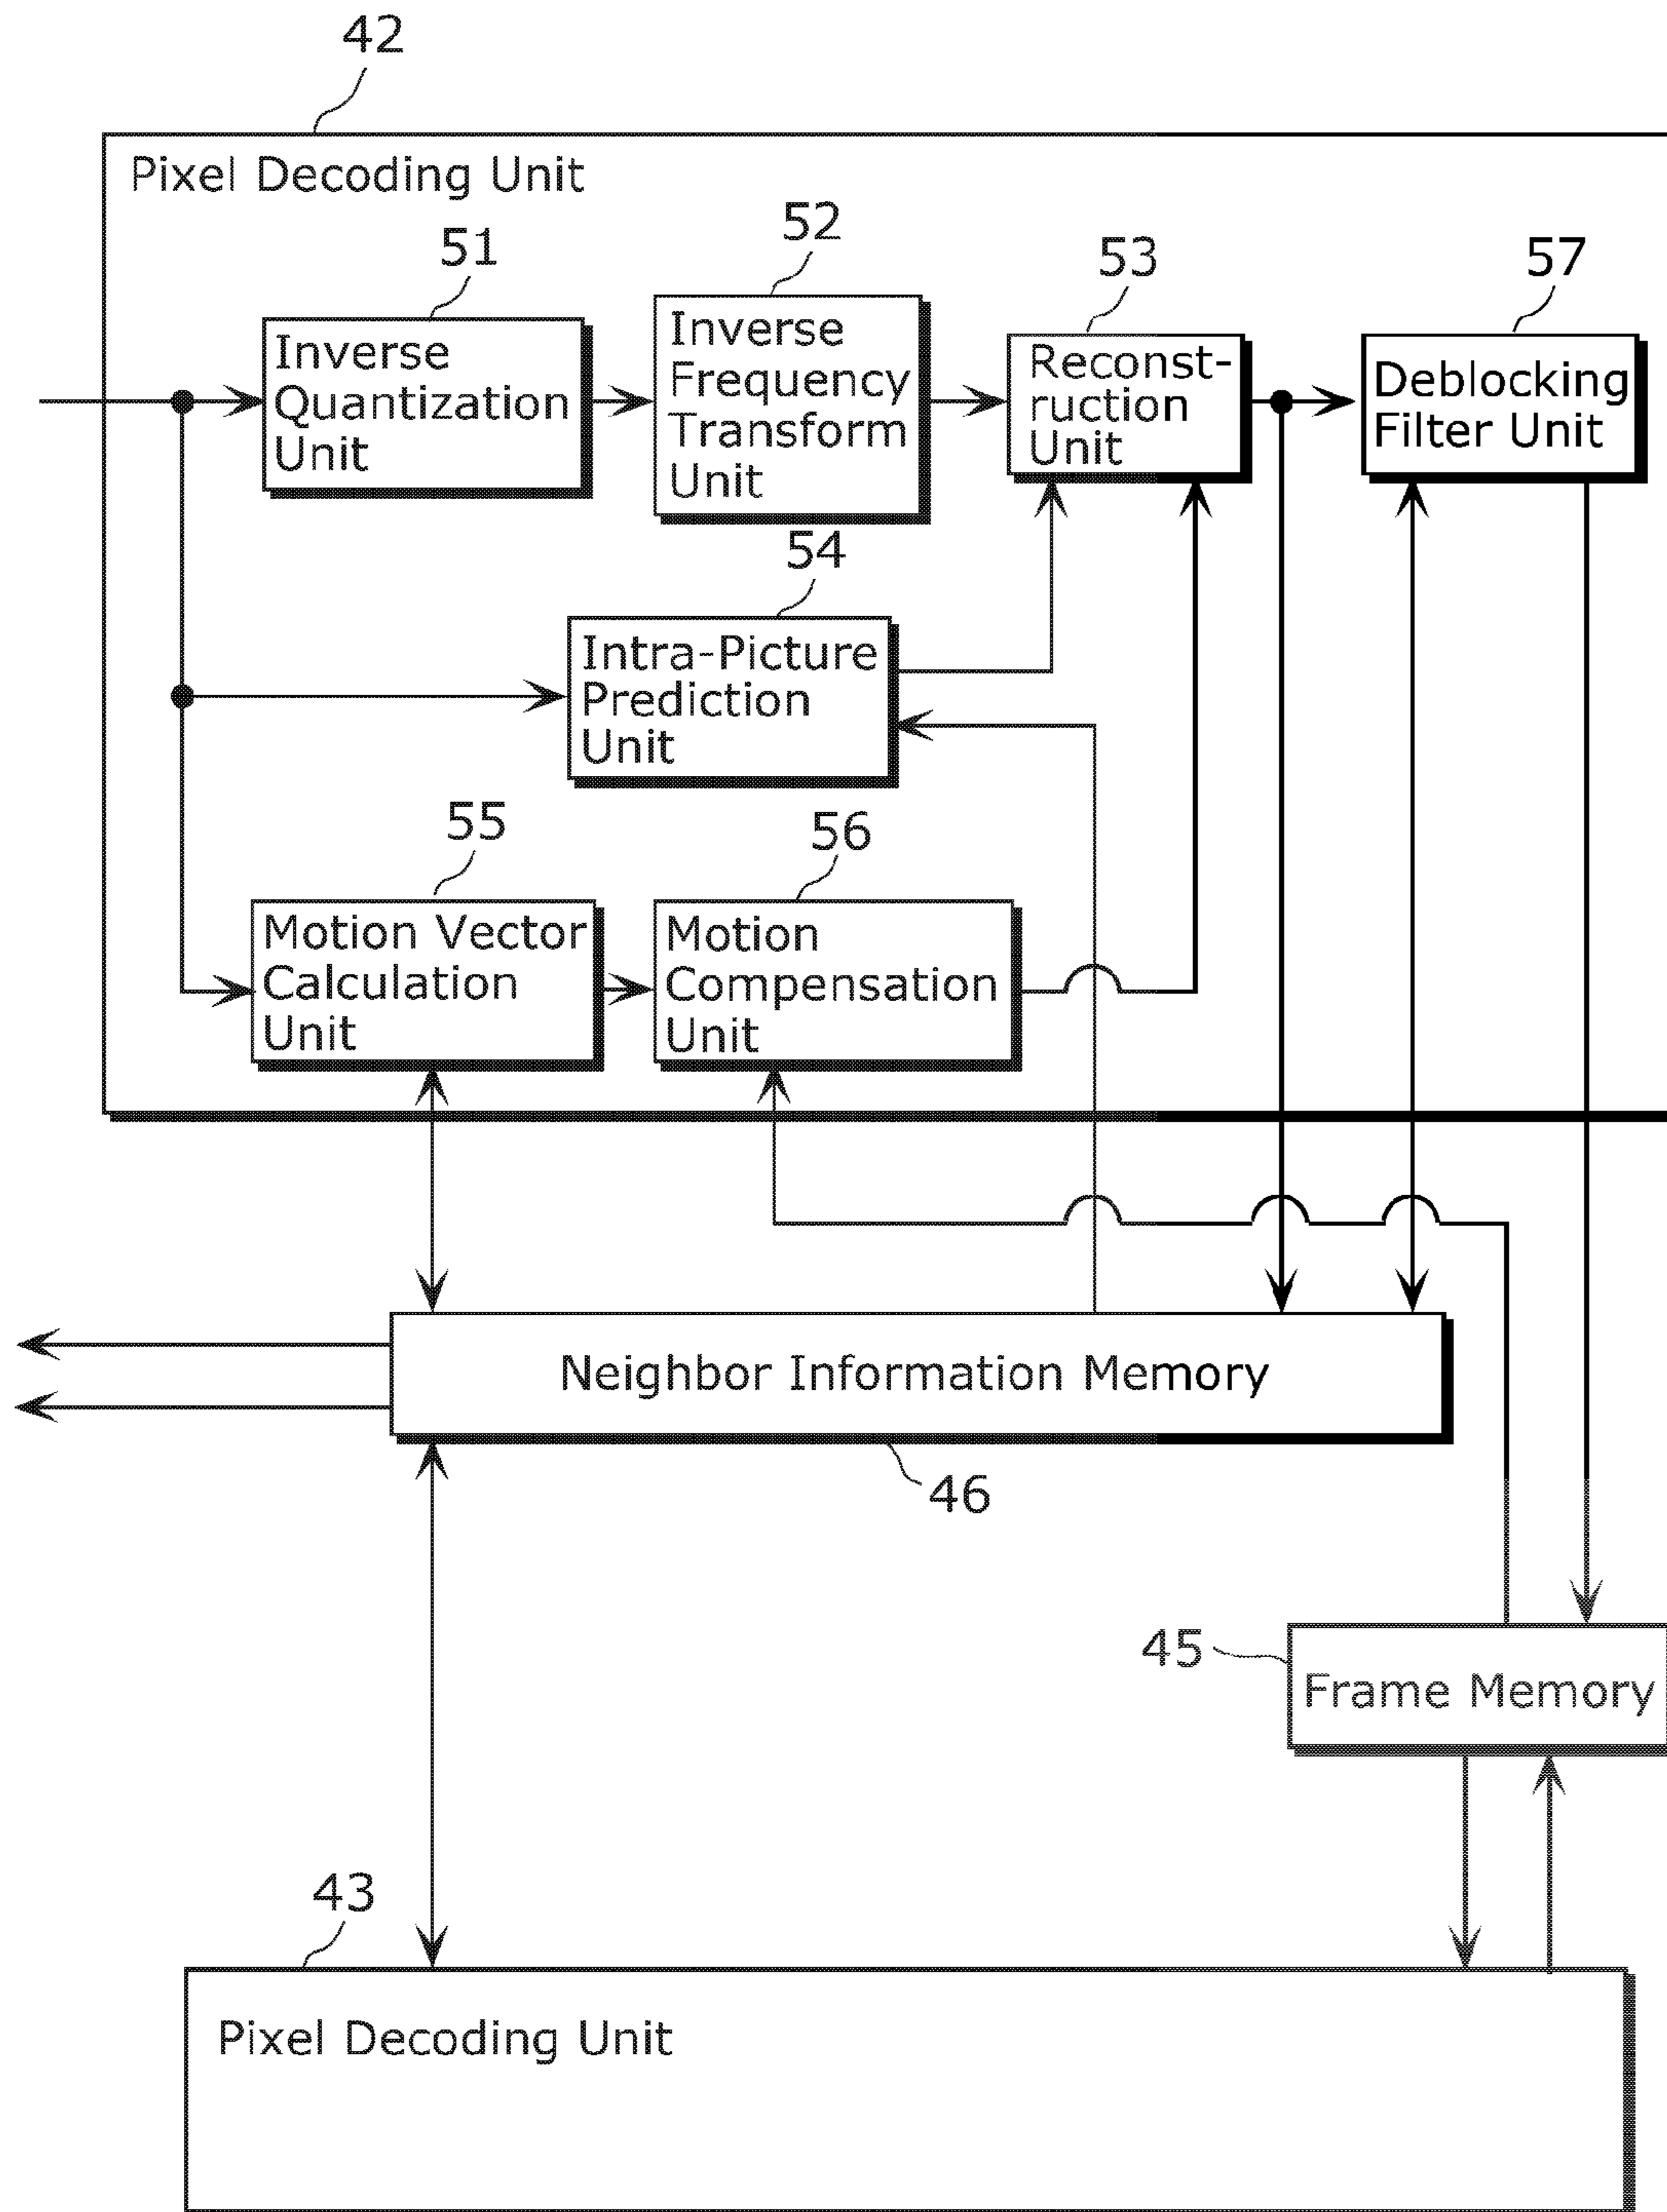 42
Pixel Decoding Unit
51
52
53
57
Inverse
Quantization
Unit
Inverse
Frequency
Transform
Unit
Reconst-
ruction
Unit
Deblocking
Filter Unit
54
Intra-Picture
Prediction
Unit
55
56
Motion Vector
Calculation
Unit
Motion
Compensation
Unit
Neighbor Information Memory
46
45
Frame Memory
43
Pixel Decoding Unit